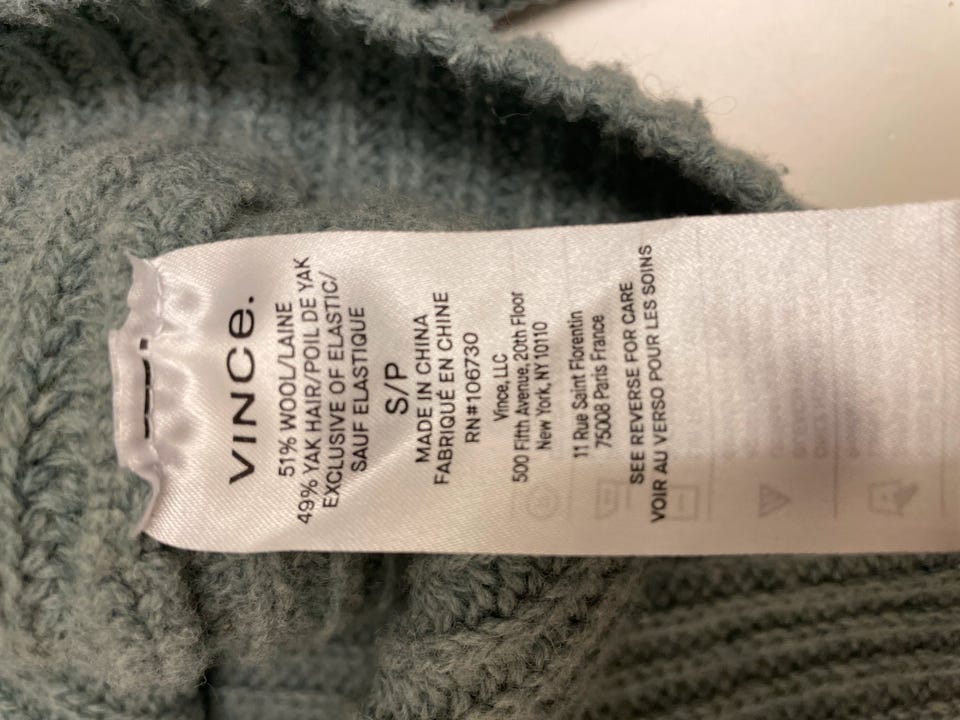 VINCE.
51% WOOL/LAINE
49% YAK HAIR/POIL DE YAK
EXCLUSIVE OF ELASTIC/
SAUF ELASTIQUE
S/P
MADE IN CHINA
FABRIQUÉ EN CHINE
RN#106730
Vince, LLC
500 Fifth Avenue, 20th Floor
New York, NY 10110
11 Rue Saint Florentin
75008 Paris France
SEE REVERSE FOR CARE
VOIR AU VERSO POUR LES SOINS